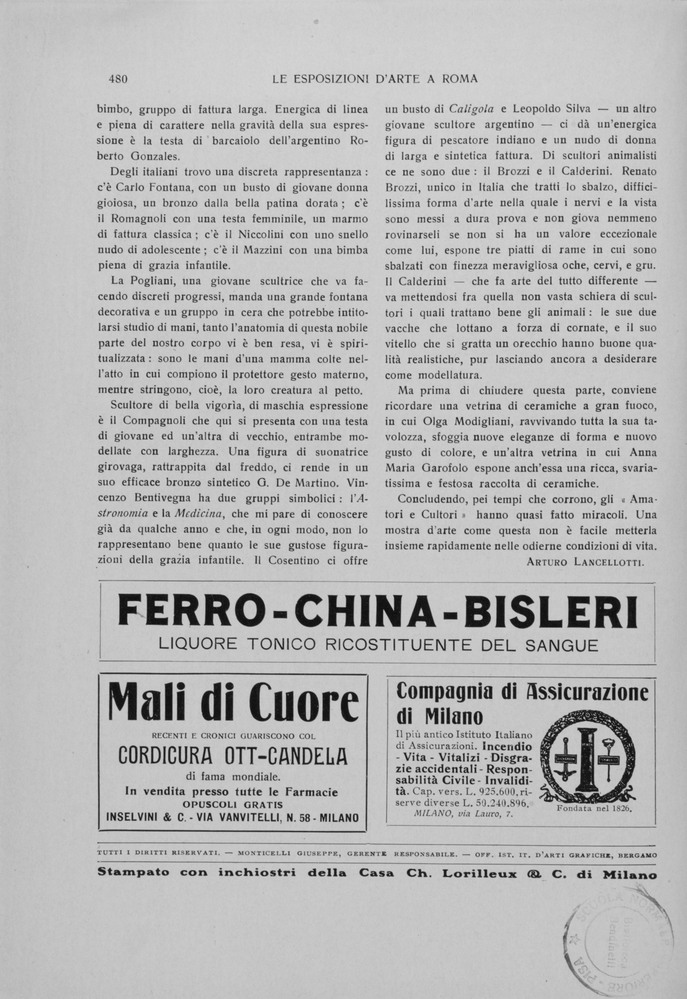 480
LE ESPOSIZIONI D'ARTE A ROMA
bimbo, gruppo di fattura larga. Energica di linea
e piena di carattere nella gravità della sua espres-
sione è la testa di barcaiolo dell'argentino Ro-
berto Gonzales.
Degli italiani trovo una discreta rappresentanza :
c'è Carlo Fontana, con un busto di giovane donna
gioiosa, un bronzo dalla bella patina dorata ; c'è
il Romagnoli con una testa femminile, un marmo
di fattura classica ; c'è il Niccolini con uno snello
nudo di adolescente ; c'è il Mazzini con una bimba
piena di grazia infantile.
La Pogliani, una giovane scultrice che va fa-
cendo discreti progressi, manda una grande fontana
decorativa e un gruppo in cera che potrebbe intito-
larsi studio di mani, tanto l'anatomia di questa nobile
parte del nostro corpo vi è ben resa, vi è spiri-
tualizzata : sono le mani d'una mamma colte nel-
l'atto in cui compiono il protettore gesto materno,
mentre stringono, cioè, la loro creatura al petto.
Scultore di bella vigoria, di maschia espressione
è il Compagnoli che qui si presenta con una testa
di giovane ed un'altra di vecchio, entrambe mo-
dellate con larghezza. Una figura di suonatrice
girovaga, rattrappita dal freddo, ci rende in un
suo efficace bronzo sintetico G. De Martino. Vin-
cenzo Bentivegna ha due gruppi simbolici : l'A-
stronomia e la Medicina, che mi pare di conoscere
già da qualche anno e che, in ogni modo, non lo
rappresentano bene quanto le sue gustose figura-
zioni della grazia infantile. Il Cosentino ci offre
un busto di Caligola e Leopoldo Silva — un altro
giovane scultore argentino — ci dà un'energica
figura di pescatore indiano e un nudo di donna
di larga e sintetica fattura. Di scultori animalisti
ce ne sono due : il Brozzi e il Calderini. Renato
Brozzi, unico in Italia che tratti lo sbalzo, diffici-
lissima forma d'arte nella quale i nervi e la vista
sono messi a dura prova e non giova nemmeno
rovinarseli se non si ha un valore eccezionale
come lui, espone tre piatti di rame in cui sono
sbalzati con finezza meravigliosa oche, cervi, e gru.
Il Calderini — che fa arte del tutto differente —
va mettendosi fra quella non vasta schiera di scul-
tori i quali trattano bene gli animali : le sue due
vacche che lottano a forza di cornate, e il suo
vitello che si gratta un orecchio hanno buone qua-
lità realistiche, pur lasciando ancora a desiderare
come modellatura.
Ma prima di chiudere questa parte, conviene
ricordare una vetrina di ceramiche a gran fuoco,
in cui Olga Modigliani, ravvivando tutta la sua ta-
volozza, sfoggia nuove eleganze di forma e nuovo
gusto di colore, e un'altra vetrina in cui Anna
Maria Garofolo espone anch'essa una ricca, svaria-
tissima e festosa raccolta di ceramiche.
Concludendo, pei tempi che corrono, gli « Ama-
tori e Cultori » hanno quasi fatto miracoli. Una
mostra d'arte come questa non è facile metterla
insieme rapidamente nelle odierne condizioni di vita.
ARTURO LANCELLOTTI.
FERRO-CHINA-BISLERI
LIQUORE TONICO RICOSTITUENTE DEL SANGUE
Mali di Cuore
RECENTI E CRONICI GUARISCONO COL
CORDICURA OTT-CANDELA
di fama mondiale.
In vendita presso tutte le Farmacie
OPUSCOLI GRATIS
INSELVINI & C. - VIA VANVITELLI, N. 58 - MILANO
Compagnia di Assicurazione
di Milano
Il più antico Istituto Italiano
di Assicurazioni. Incendio
- Vita - Vitalizi - Disgra-
zie accidentali - Respon-
sabilità Civile - Invalidi-
tà. Cap. vers. L. 925,600, ri-
serve diverse L. 50.240.896.
MILANO, via Lauro, 7.
Fondata nel 1826.
TUTTI I DIRITTI RISERVATI. — MONTICELLI GIUSEPPE, GERENTE RESPONSABILE. — OFF. IST. IT. D'ARTI GRAFICHE, BERGAMO
Stampato con inchiostri della Casa Ch. Lorilleux & C. di Milano
SCUOLA NORMALE SUPERIORE - PISA